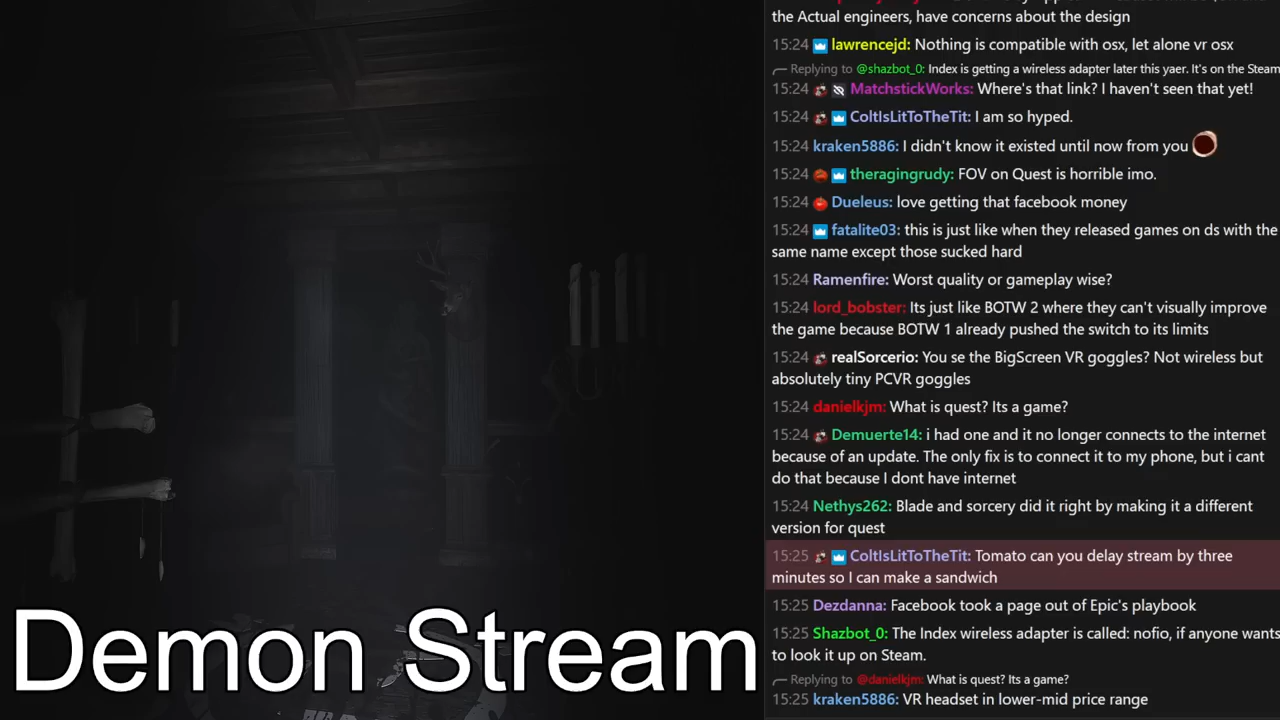 the Actual engineers, have concerns about the design
15:24 lawrencejd: Nothing is compatible with osx, let alone vr osx
Replying to @shazbot_0: Index is getting a wireless adapter later this yaer. It's on the Steam
15:24 MatchstickWorks: Where's that link? I haven't seen that yet!
15:24 ColtIsLitToTheTit: I am so hyped.
15:24 kraken5886: I didn't know it existed until now from you
15:24 theragingrudy: FOV on Quest is horrible imo.
15:24 Dueleus: love getting that facebook money
15:24 fatalite03: this is just like when they released games on ds with the
same name except those sucked hard
15:24 Ramenfire: Worst quality or gameplay wise?
15:24 lord_bobster: Its just like BOTW 2 where they can't visually improve
the game because BOTW 1 already pushed the switch to its limits
15:24 realSorcerio: You se the BigScreen VR goggles? Not wireless but
absolutely tiny PCVR goggles
15:24 danielkjm: What is quest? Its a game?
15:24 Demuerte14: i had one and it no longer connects to the internet
because of an update. The only fix is to connect it to my phone, but i cant
do that because I dont have internet
15:24 Nethys262: Blade and sorcery did it right by making it a different
version for quest
15:25 ColtIsLitToTheTit: Tomato can you delay stream by three
minutes so I can make a sandwich
15:25 Dezdanna: Facebook took a page out of Epic's playbook
15:25 Shazbot_0: The Index wireless adapter is called: nofio, if anyone wants
to look it up on Steam.
Replying to @danielkjm: What is quest? Its a game?
15:25 kraken5886: VR headset in lower-mid price range
Demon Stream